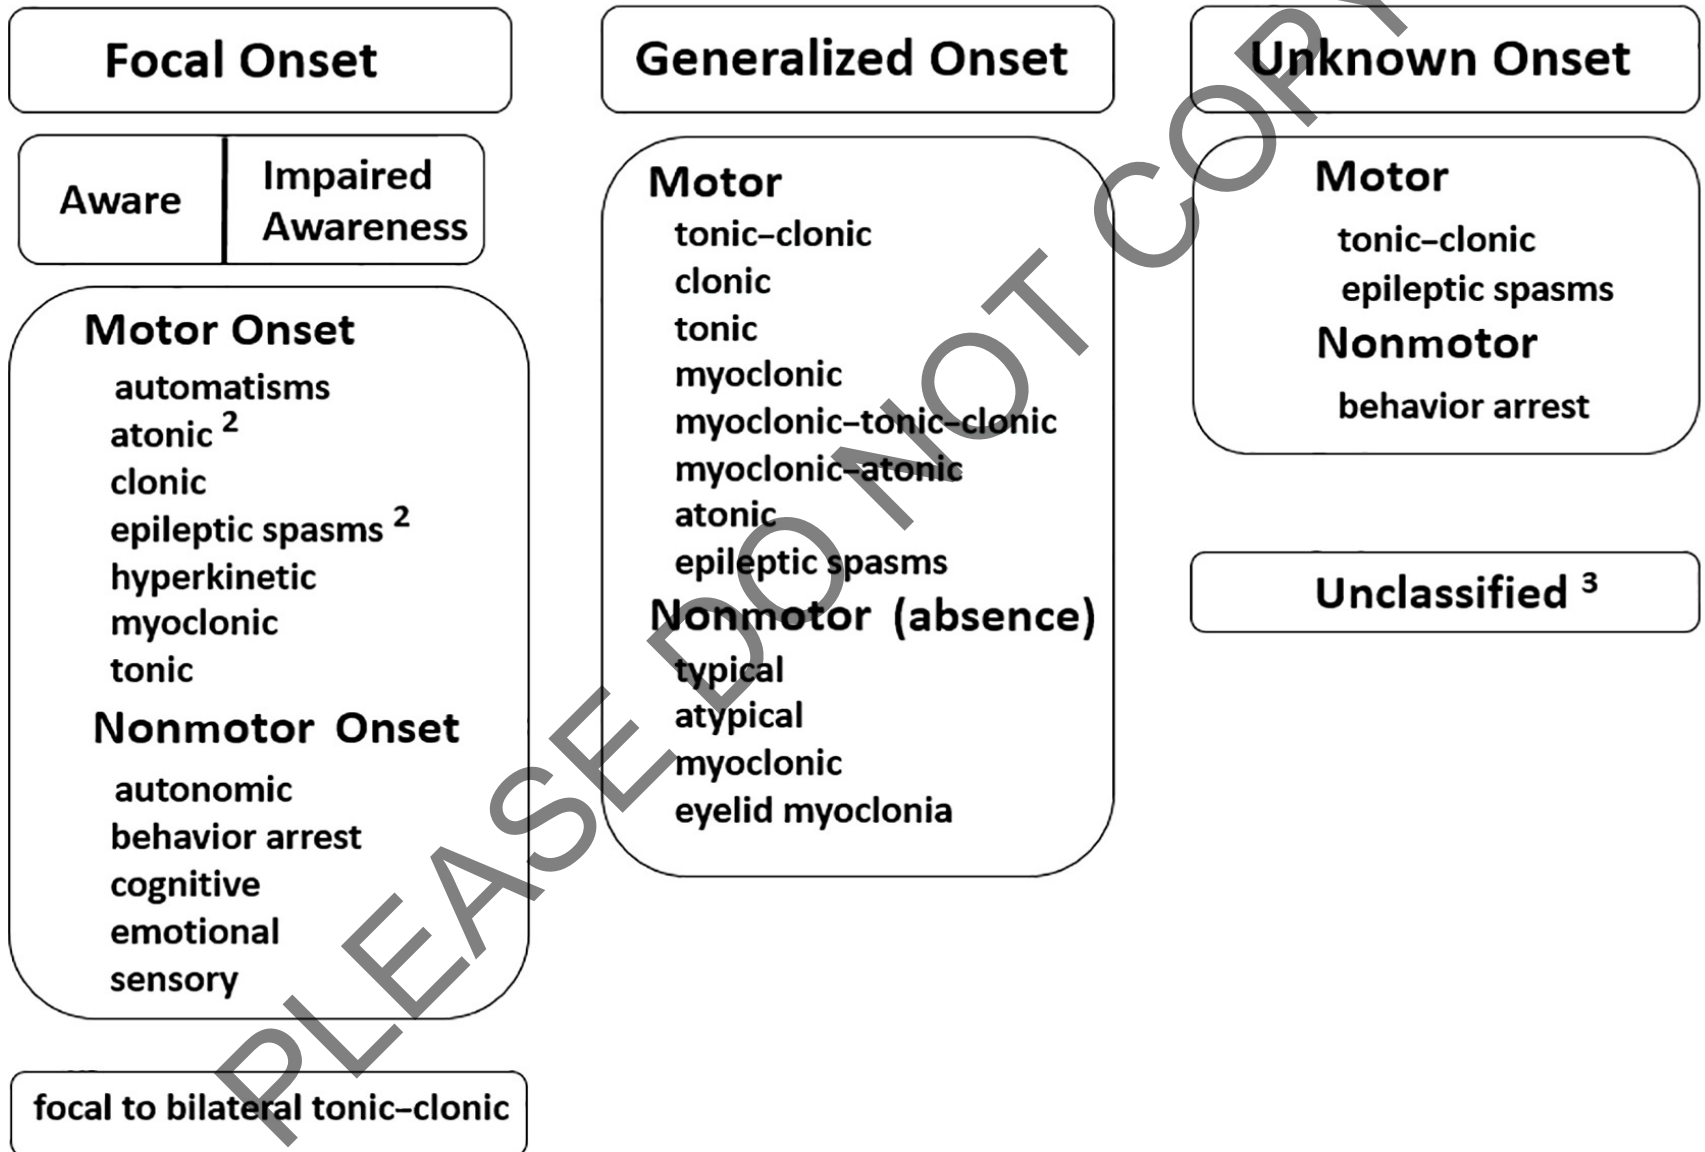 Focal Onset
Aware
Impaired
Awareness
Motor Onset
automatisms
atonic ²
clonic
epileptic spasms ²
hyperkinetic
myoclonic
tonic
Nonmotor Onset
autonomic
behavior arrest
cognitive
emotional
sensory
focal to bilateral tonic–clonic
Generalized Onset
Motor
tonic–clonic
clonic
tonic
myoclonic
myoclonic–tonic–clonic
myoclonic–atonic
atonic
epileptic spasms
Nonmotor (absence)
typical
atypical
myoclonic
eyelid myoclonia
Unknown Onset
Motor
tonic–clonic
epileptic spasms
Nonmotor
behavior arrest
Unclassified ³
PLEASE DO NOT COPY